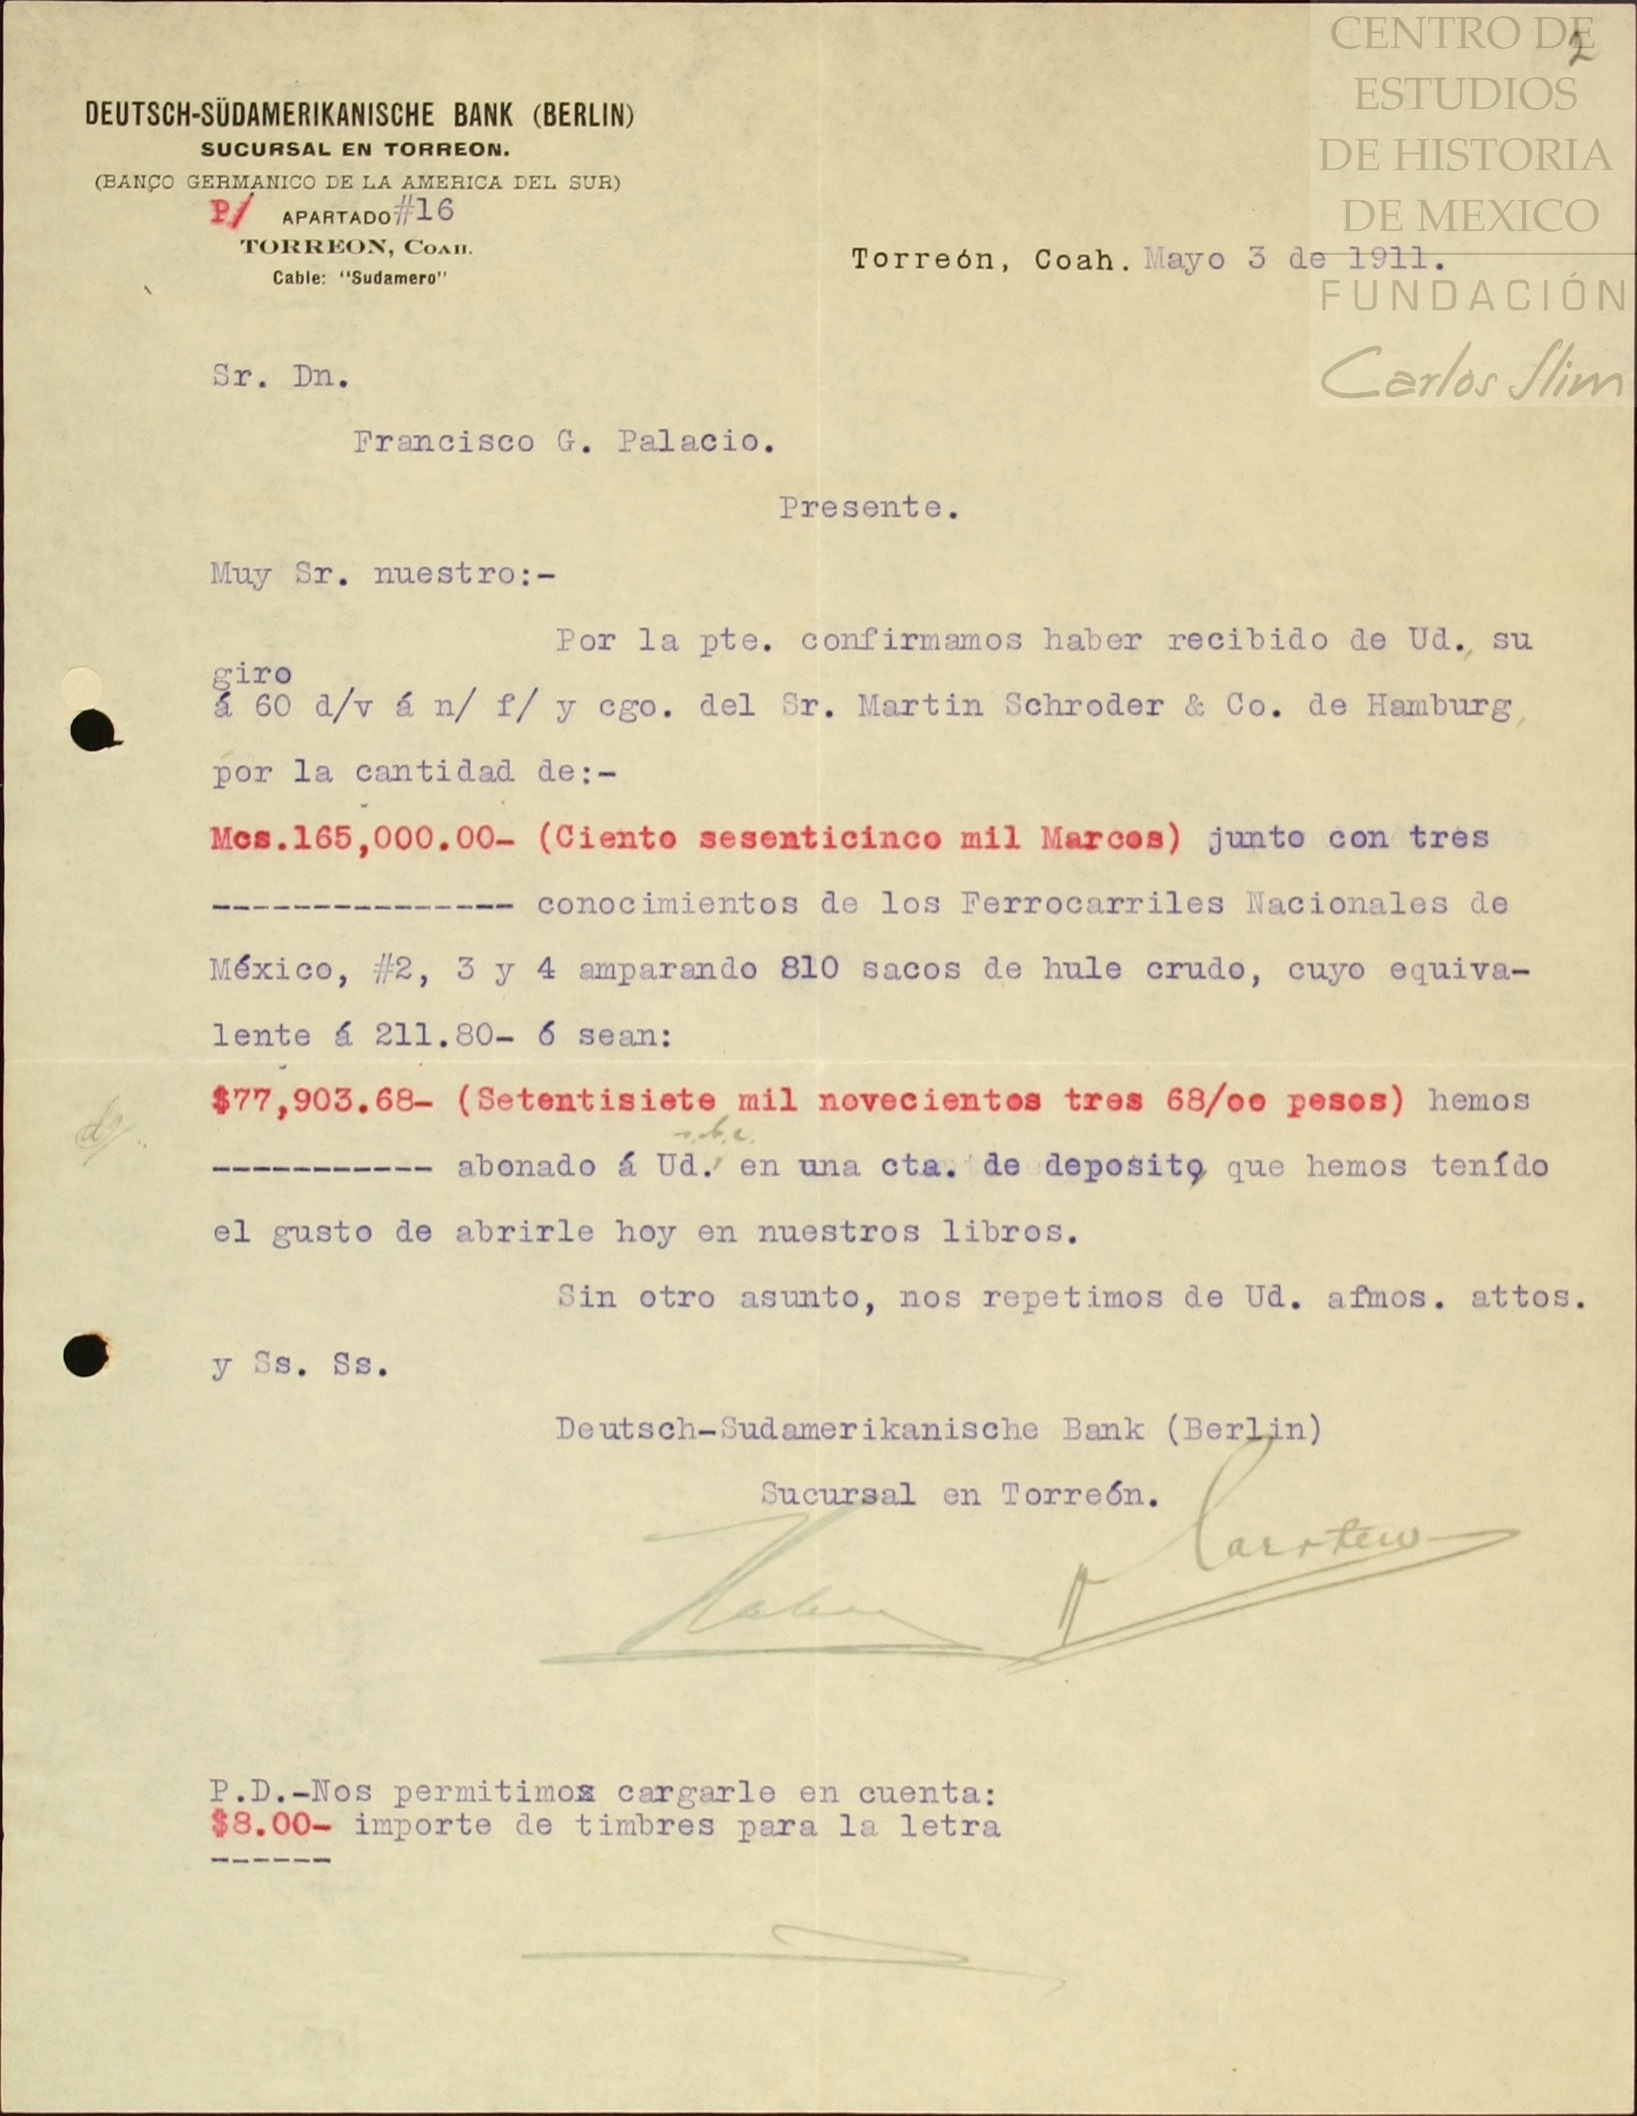 CENTRO DE
ESTUDIOS
DE HISTORIA
DE MEXICO
FUNDACIÓN
Carlos Slim
2
DEUTSCH-SÜDAMERIKANISCHE BANK (BERLIN)
SUCURSAL EN TORREON.
(BANCO GERMANICO DE LA AMERICA DEL SUR)
P/ APARTADO #16
TORREON, COAH.
Cable: "Sudamero"
Torreón, Coah. Mayo 3 de 1911.
Sr. Dn.
Francisco G. Palacio.
Presente.
Muy Sr. nuestro:-
Por la pte. confirmamos haber recibido de Ud., su
giro
á 60 d/v á n/ f/ y cgo. del Sr. Martin Schroder & Co. de Hamburg,
por la cantidad de:-
Mcs.165,000.00- (Ciento sesenticinco mil Marcos) junto con tres
--------------- conocimientos de los Ferrocarriles Nacionales de
México, #2, 3 y 4 amparando 810 sacos de hule crudo, cuyo equiva-
lente á 211.80- ó sean:
$77,903.68- (Setentisiete mil novecientos tres 68/oo pesos) hemos
s.b.c.
----------- abonado á Ud. en una cta. de deposito, que hemos tenído
el gusto de abrirle hoy en nuestros libros.
Sin otro asunto, nos repetimos de Ud. afmos. attos.
y Ss. Ss.
Deutsch-Sudamerikanische Bank (Berlin)
Sucursal en Torreón.
P.D.-Nos permitimos cargarle en cuenta:
$8.00- importe de timbres para la letra
------